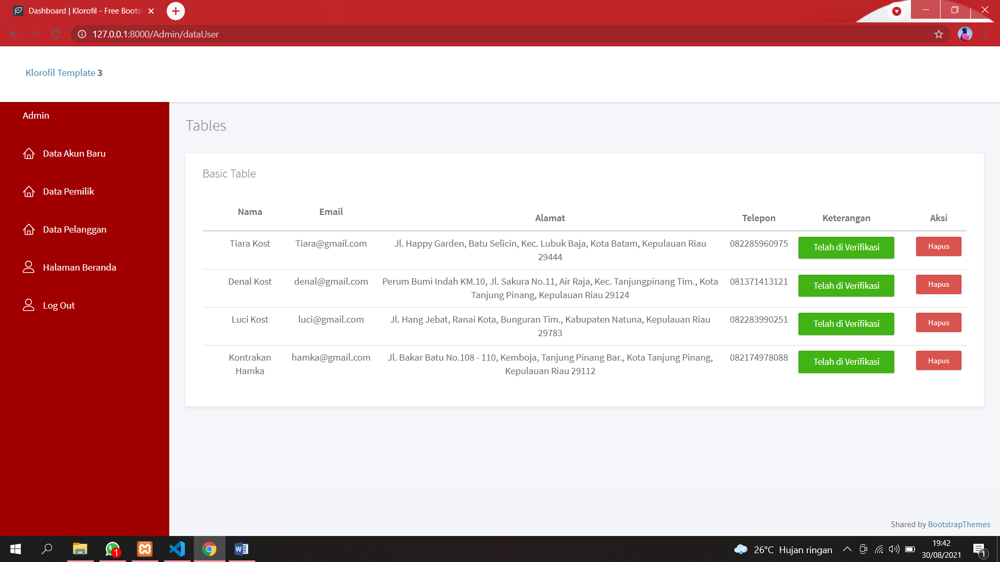 Dashboard | Klorofil - Free Boots
127.0.0.1:8000/Admin/dataUser
Klorofil Template 3
Admin
Data Akun Baru
Data Pemilik
Data Pelanggan
Halaman Beranda
Log Out
Tables
Basic Table
Nama Email Alamat Telepon Keterangan Aksi
Tiara Kost Tiara@gmail.com Jl. Happy Garden, Batu Selicin, Kec. Lubuk Baja, Kota Batam, Kepulauan Riau 082285960975 Telah di Verifikasi Hapus
29444
Denal Kost denal@gmail.com Perum Bumi Indah KM.10, Jl. Sakura No.11, Air Raja, Kec. Tanjungpinang Tim., Kota 081371413121 Telah di Verifikasi Hapus
Tanjung Pinang, Kepulauan Riau 29124
Luci Kost luci@gmail.com Jl. Hang Jebat, Ranai Kota, Bunguran Tim., Kabupaten Natuna, Kepulauan Riau 082283990251 Telah di Verifikasi Hapus
29783
Kontrakan hamka@gmail.com Jl. Bakar Batu No.108 - 110, Kemboja, Tanjung Pinang Bar., Kota Tanjung Pinang, 082174978088 Telah di Verifikasi Hapus
Hamka Kepulauan Riau 29112
Shared by BootstrapThemes
1
26°C Hujan ringan
19:42
30/08/2021
1